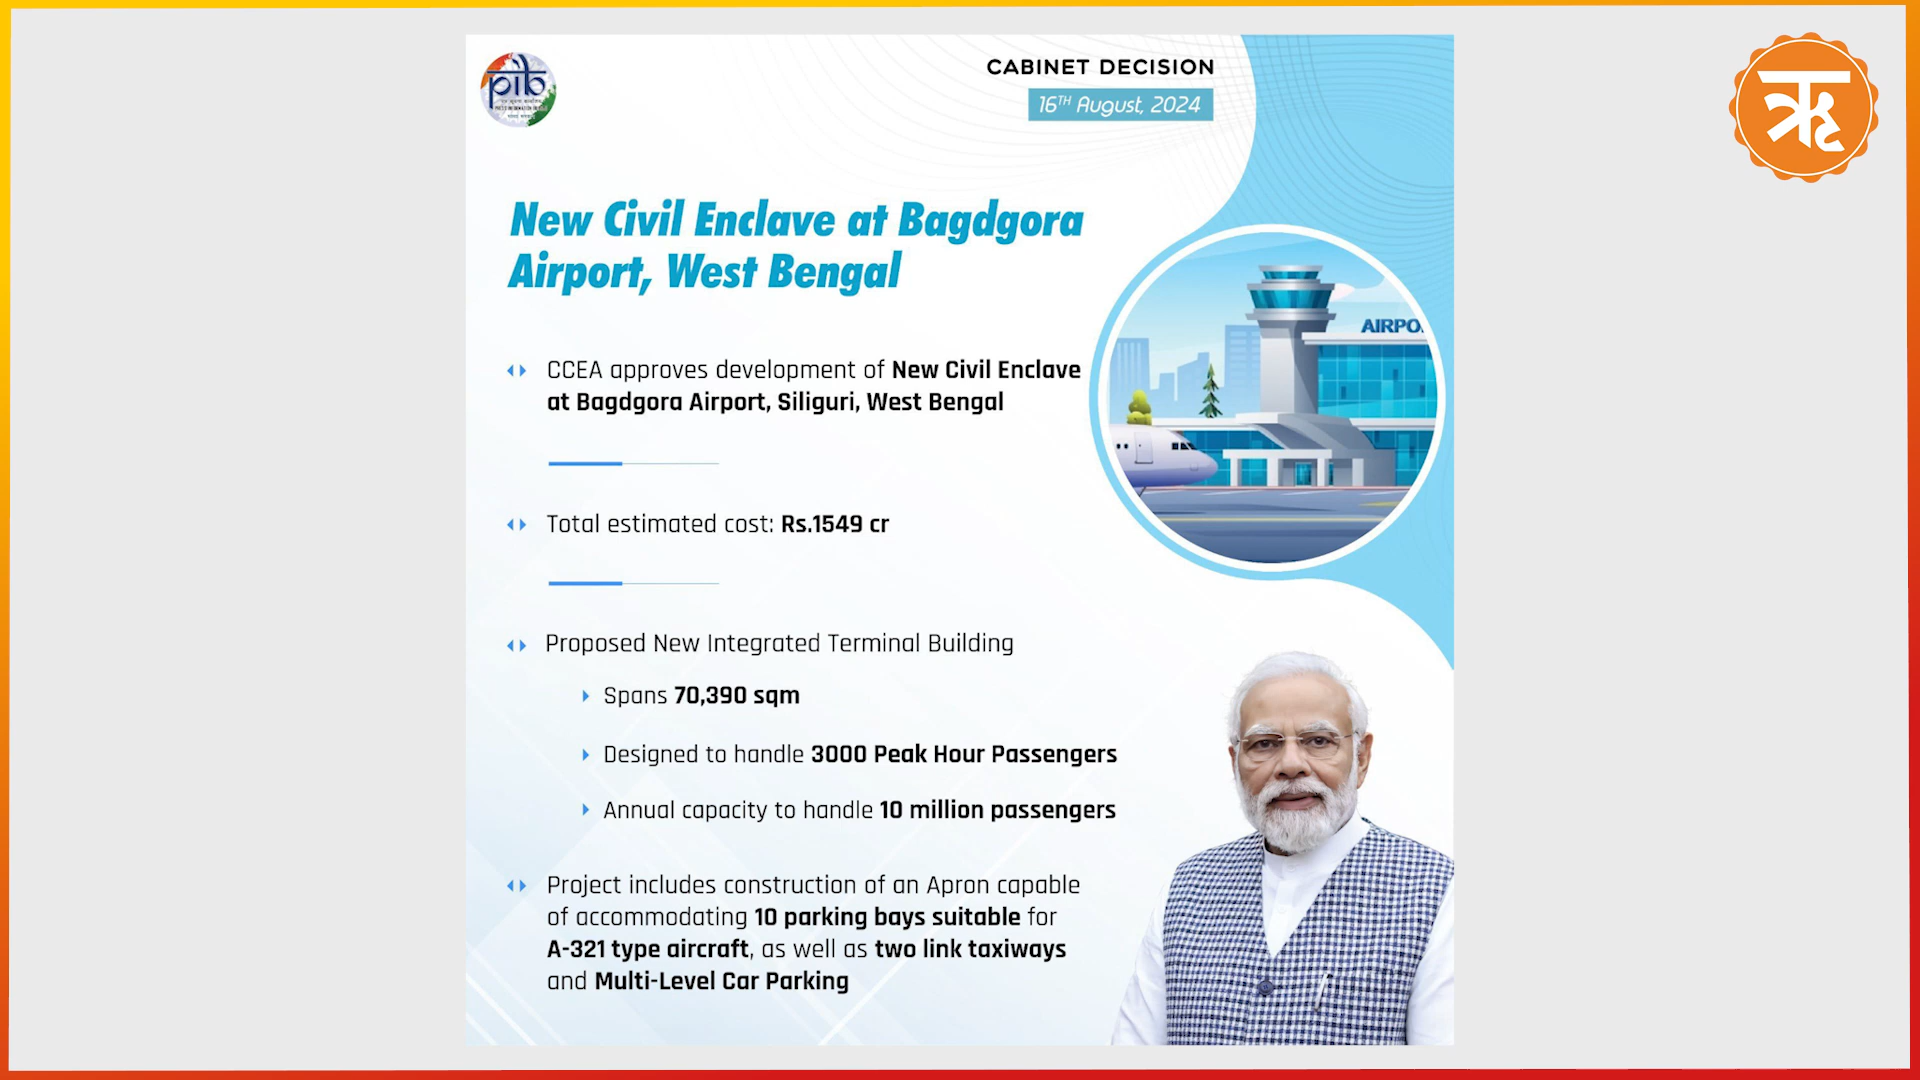 pib
CABINET DECISION
16TH August, 2024
ऋ
New Civil Enclave at Bagdgora
Airport, West Bengal
AIRPO
CCEA approves development of New Civil Enclave
at Bagdgora Airport, Siliguri, West Bengal
Total estimated cost: Rs.1549 cr
Proposed New Integrated Terminal Building
Spans 70,390 sqm
Designed to handle 3000 Peak Hour Passengers
Annual capacity to handle 10 million passengers
Project includes construction of an Apron capable
of accommodating 10 parking bays suitable for
A-321 type aircraft, as well as two link taxiways
and Multi-Level Car Parking